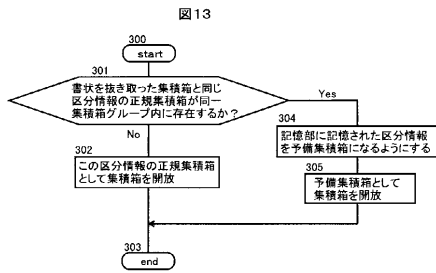 図13
300
start
301
書状を抜き取った集積箱と同じ
区分情報の正規集積箱が同一
集積箱グループ内に存在するか？
Yes
No
304
記憶部に記憶された区分情報
を予備集積箱になるようにする
302
この区分情報の正規集積箱
として集積箱を開放
305
予備集積箱として
集積箱を開放
303
end